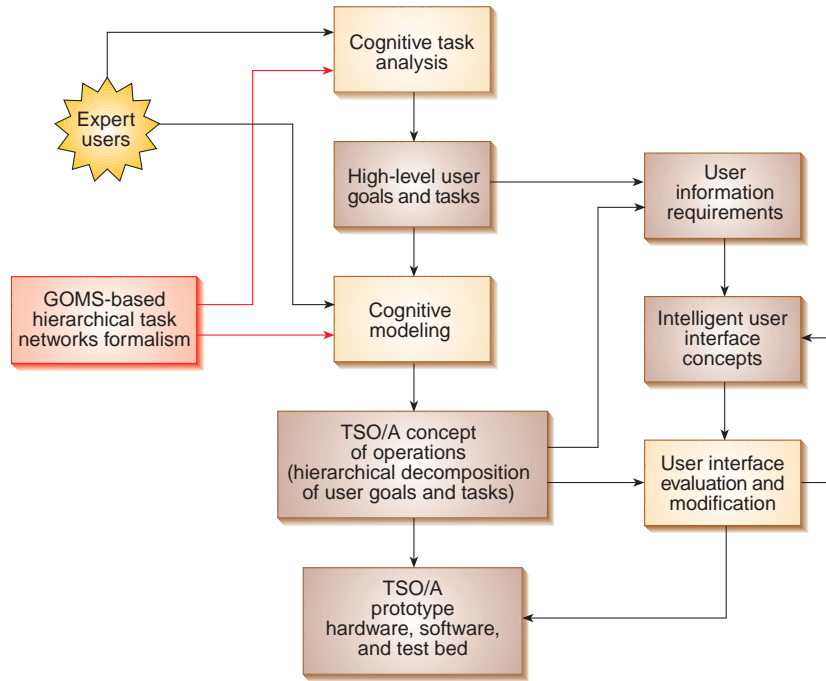 Cognitive task
analysis
Expert
users
High-level user
goals and tasks
User
information
requirements
GOMS-based
hierarchical task
networks formalism
Cognitive
modeling
Intelligent user
interface
concepts
TSO/A concept
of operations
(hierarchical decomposition
of user goals and tasks)
User interface
evaluation and
modification
TSO/A
prototype
hardware, software,
and test bed